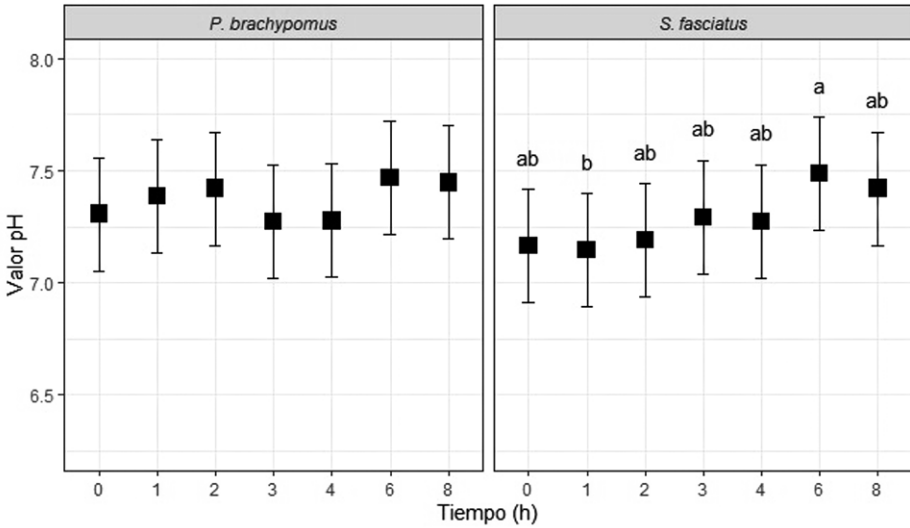 P. brachypomus
S. fasciatus
Valor pH
8.0
7.5
7.0
6.5
ab
b
ab
ab
ab
a
ab
0 1 2 3 4 6 8
0 1 2 3 4 6 8
Tiempo (h)